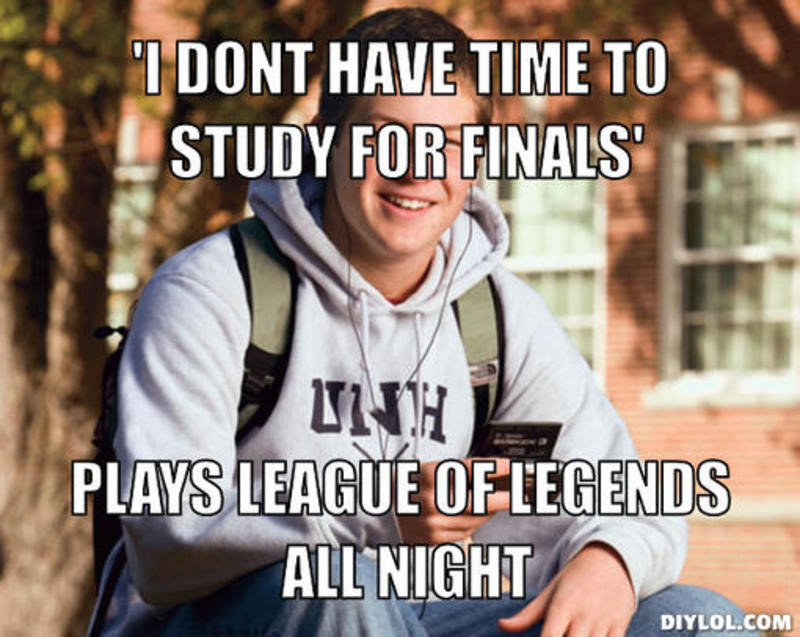 'I DONT HAVE TIME TO
STUDY FOR FINALS'
UNH
PLAYS LEAGUE OF LEGENDS
ALL NIGHT
DIYLOL.COM